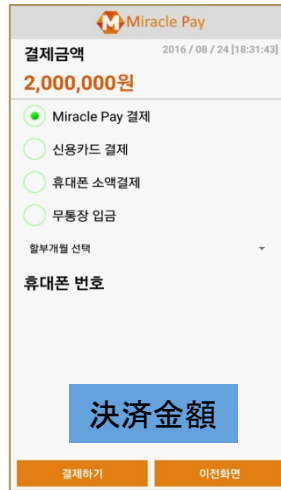 Miracle Pay
결제금액 2016 / 08 / 24 [18:31:43]
2,000,000원
Miracle Pay 결제
신용카드 결제
휴대폰 소액결제
무통장 입금
할부개월 선택
휴대폰 번호
決済金額
결제하기 이전화면